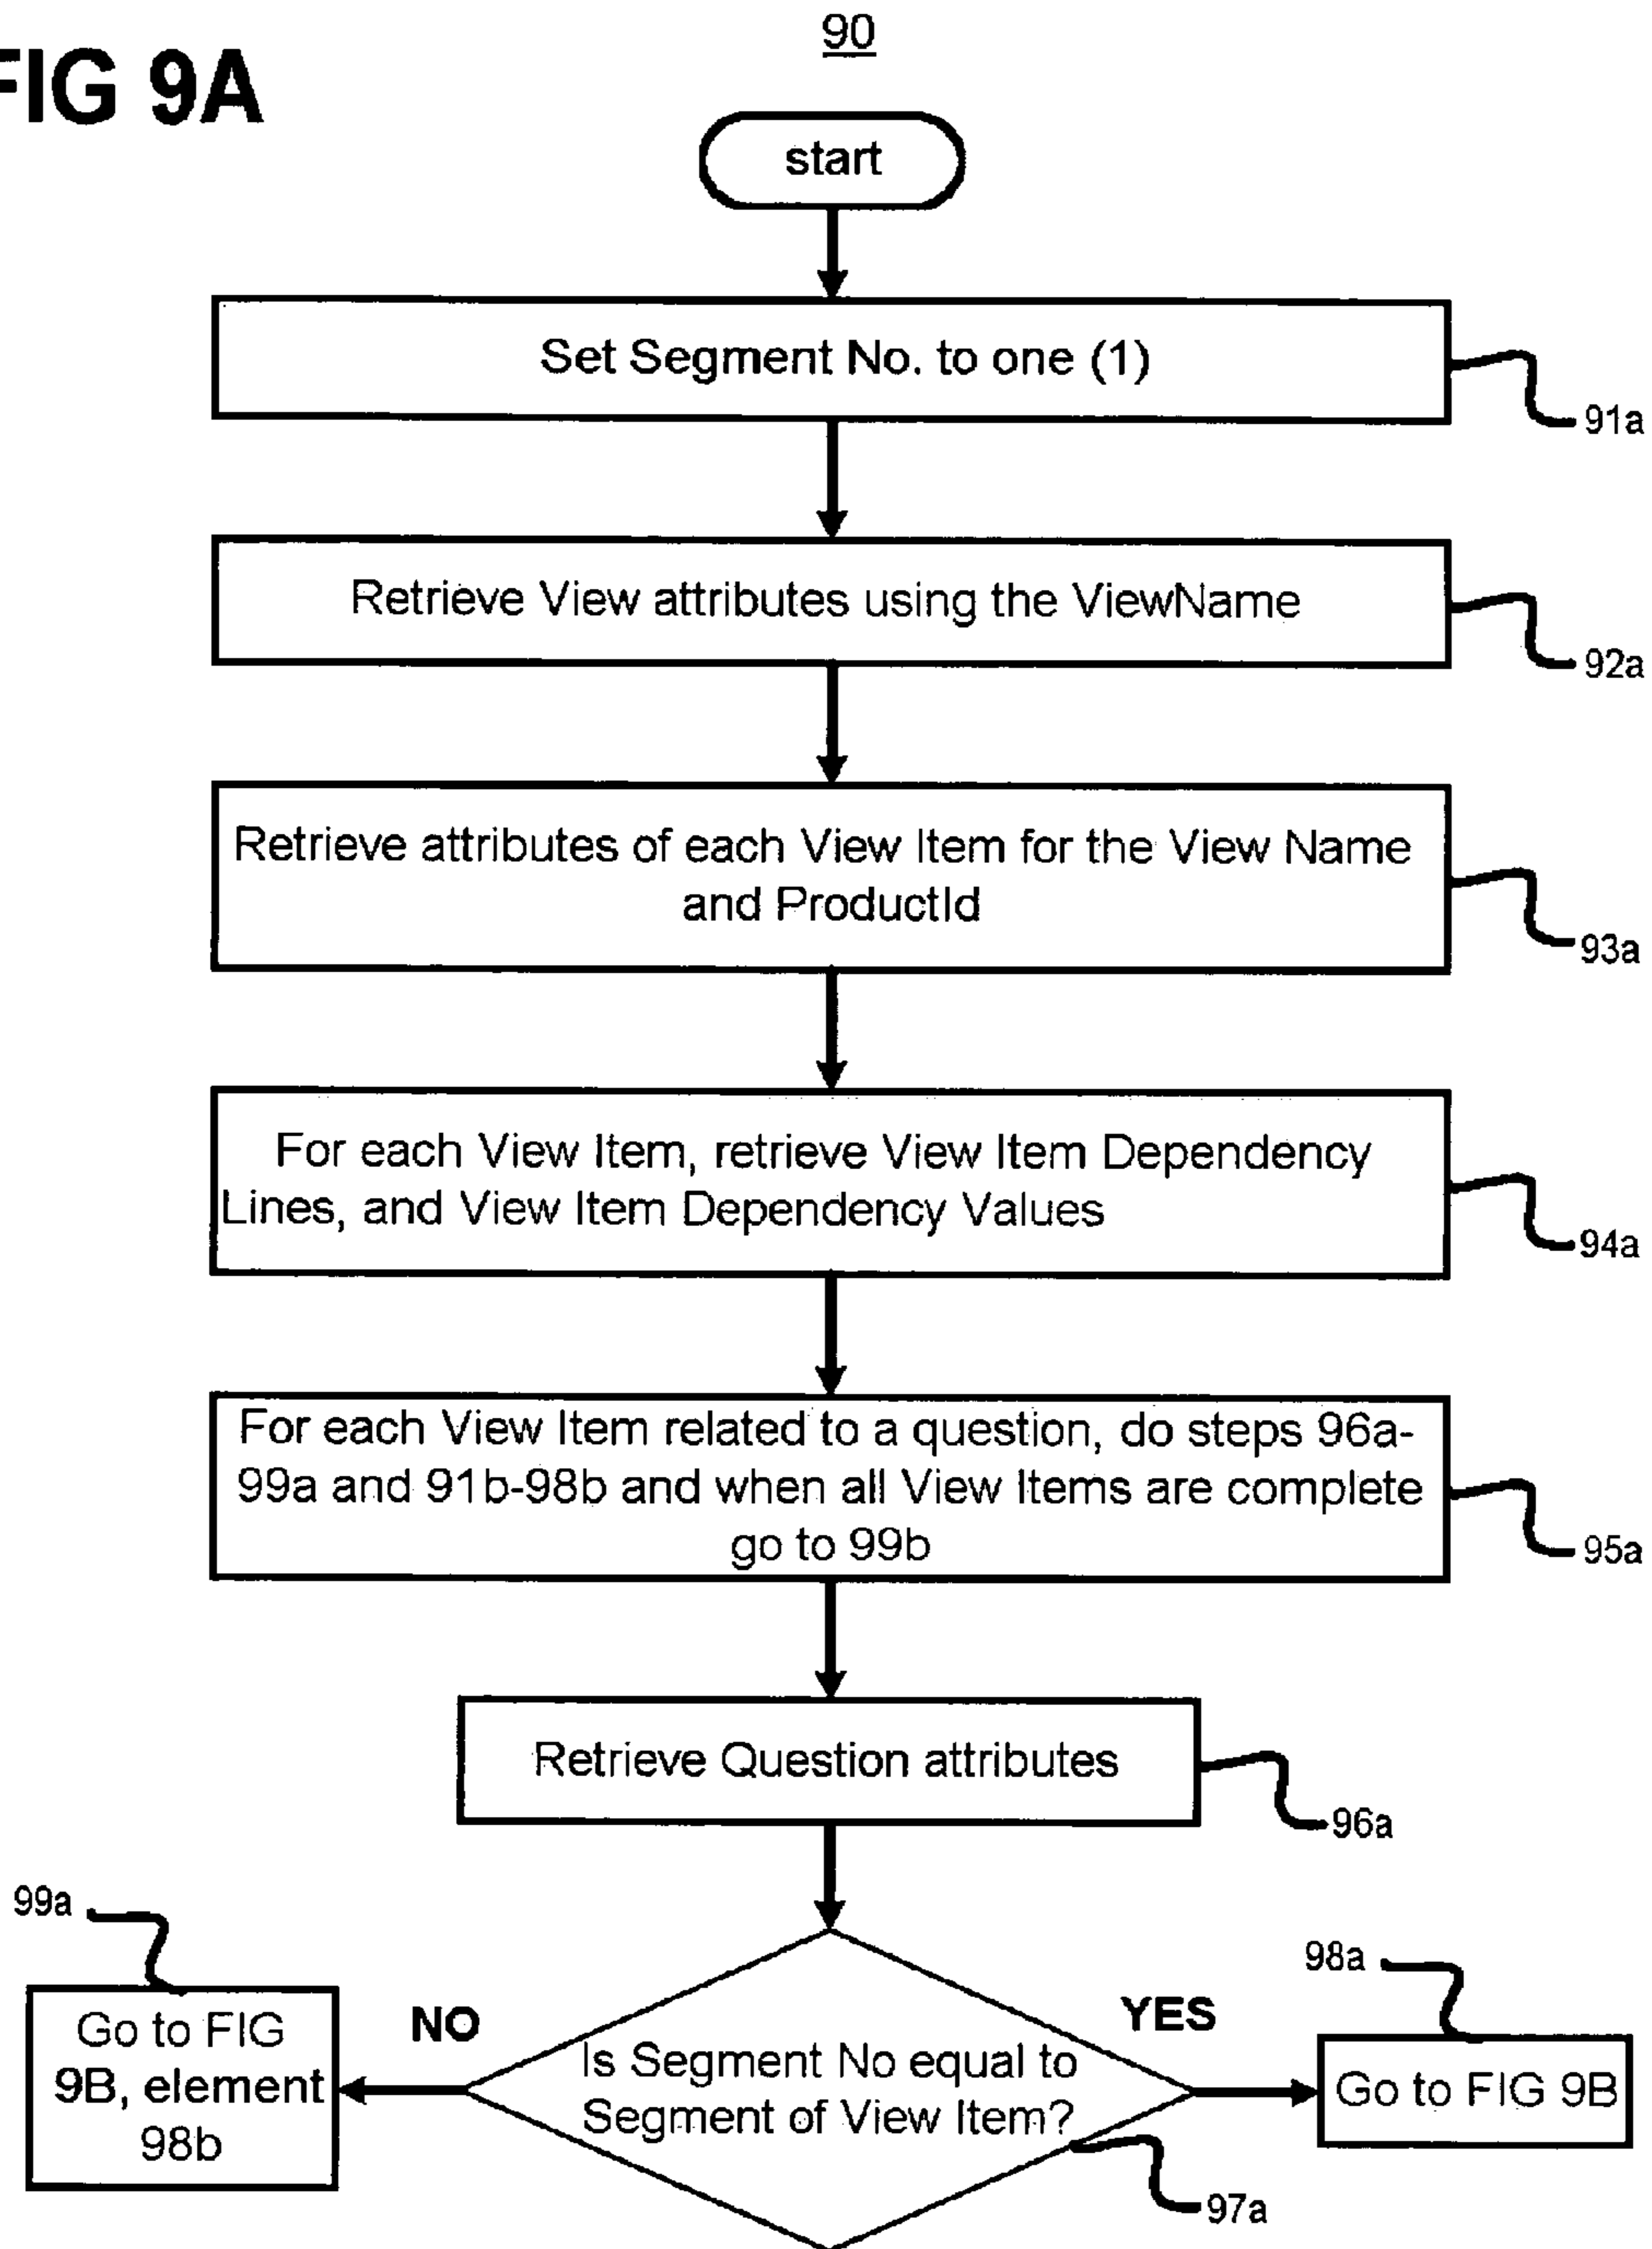 90
FIG 9A
start
Set Segment No. to one (1)
91a
Retrieve View attributes using the ViewName
92a
Retrieve attributes of each View Item for the View Name
and ProductId
93a
For each View Item, retrieve View Item Dependency
Lines, and View Item Dependency Values
94a
For each View Item related to a question, do steps 96a-
99a and 91b-98b and when all View Items are complete
go to 99b
95a
Retrieve Question attributes
96a
99a
98a
Go to FIG
9B, element
98b
NO
Is Segment No equal to
Segment of View Item?
YES
Go to FIG 9B
97a